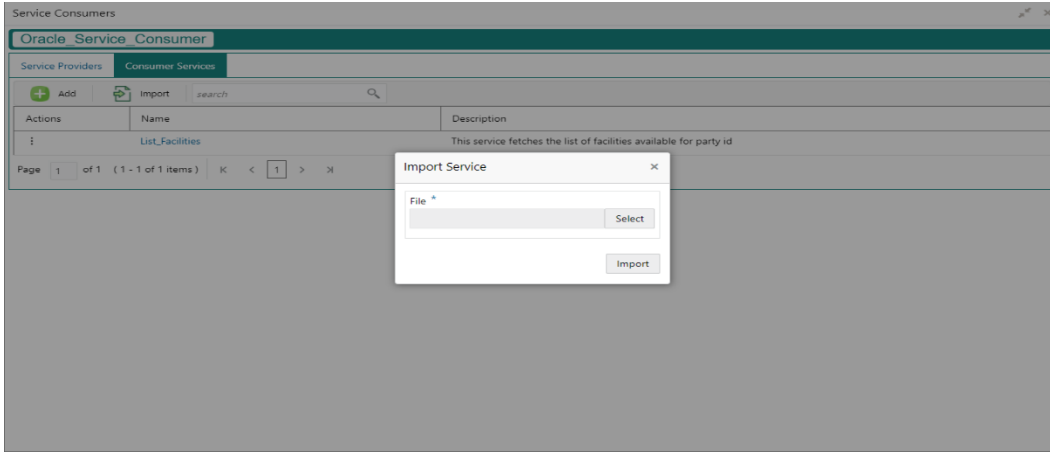 Service Consumers
Oracle_Service_Consumer
Service Providers Consumer Services
Add Import search
Actions Name Description
List_Facilities This service fetches the list of facilities available for party id
Page 1 of 1 (1 - 1 of 1 items) K < 1 > >|
Import Service ×
File *
Select
Import